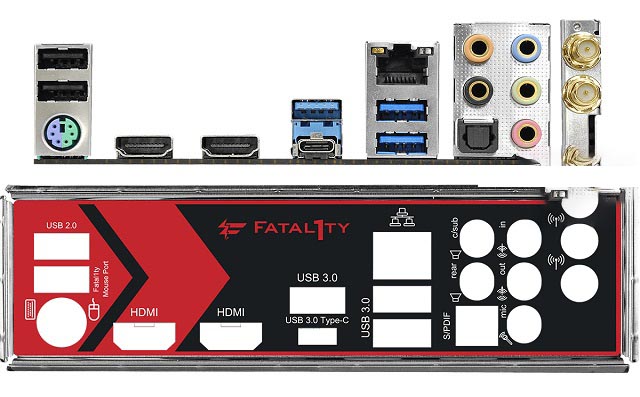 FATAL1TY
USB 2.0
Fatal1ty
Mouse Port
HDMI
HDMI
USB 3.0
USB 3.0 Type-C
USB 3.0
c/sub
rear
S/PDIF
in
out
mic